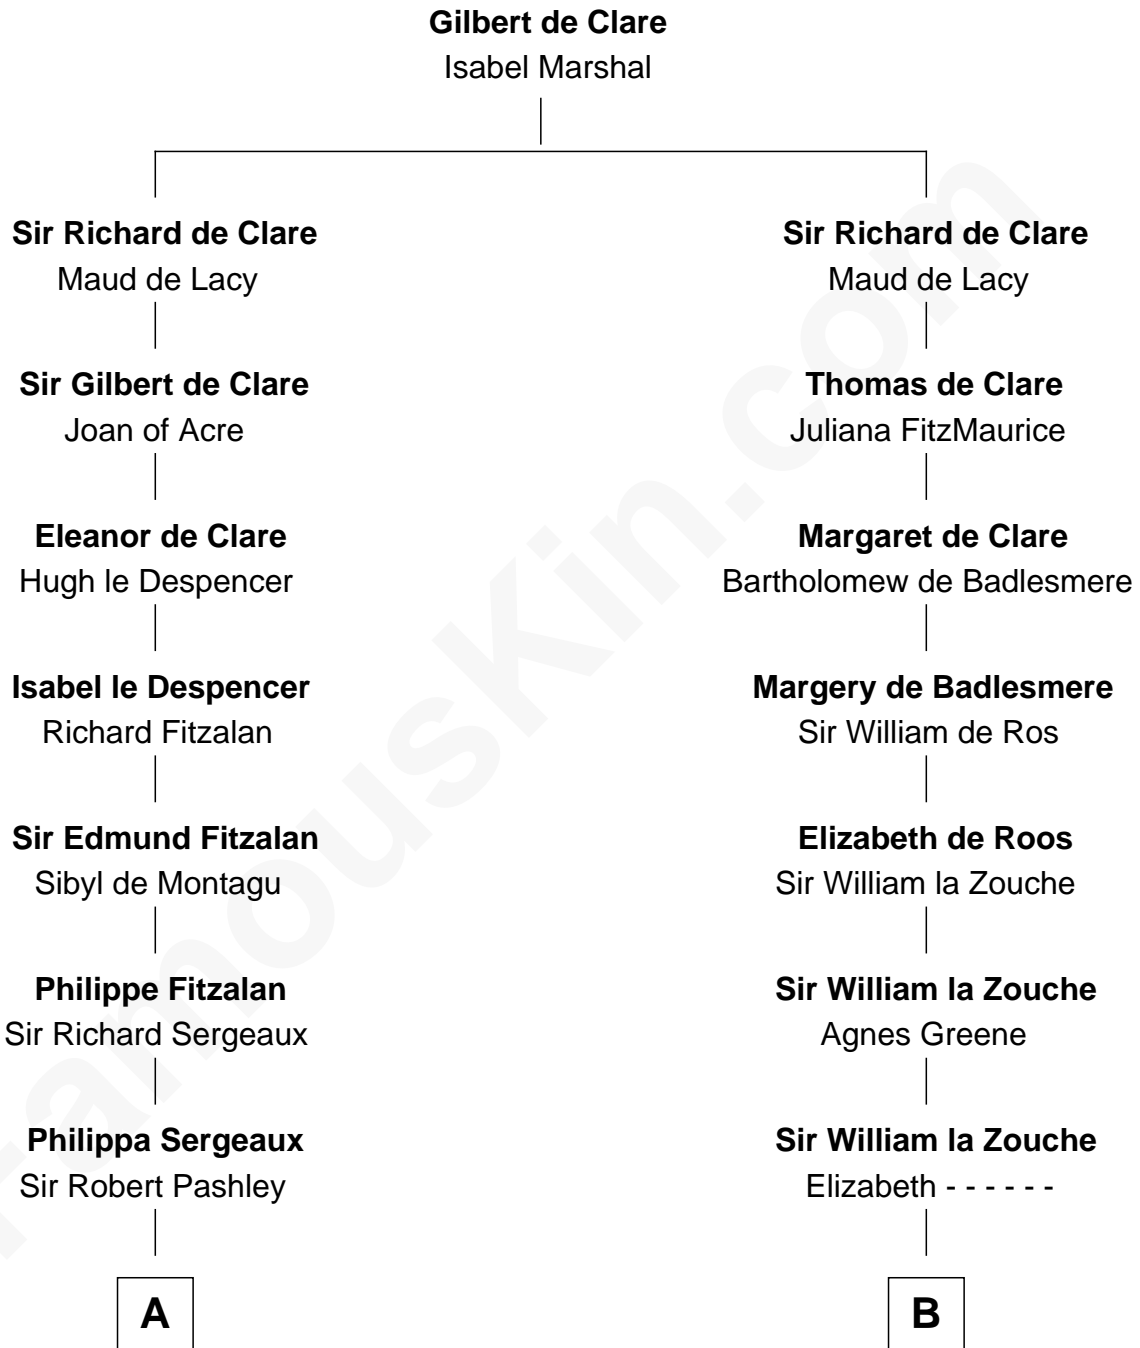 Gilbert de Clare
Isabel Marshal
Sir Richard de Clare
Maud de Lacy
Sir Gilbert de Clare
Joan of Acre
Eleanor de Clare
Hugh le Despencer
Isabel le Despencer
Richard Fitzalan
Sir Edmund Fitzalan
Sibyl de Montagu
Philippe Fitzalan
Sir Richard Sergeaux
Philippa Sergeaux
Sir Robert Pashley
A
Sir Richard de Clare
Maud de Lacy
Thomas de Clare
Juliana FitzMaurice
Margaret de Clare
Bartholomew de Badlesmere
Margery de Badlesmere
Sir William de Ros
Elizabeth de Roos
Sir William la Zouche
Sir William la Zouche
Agnes Greene
Sir William la Zouche
Elizabeth - - - - - -
B
FamousKin.com